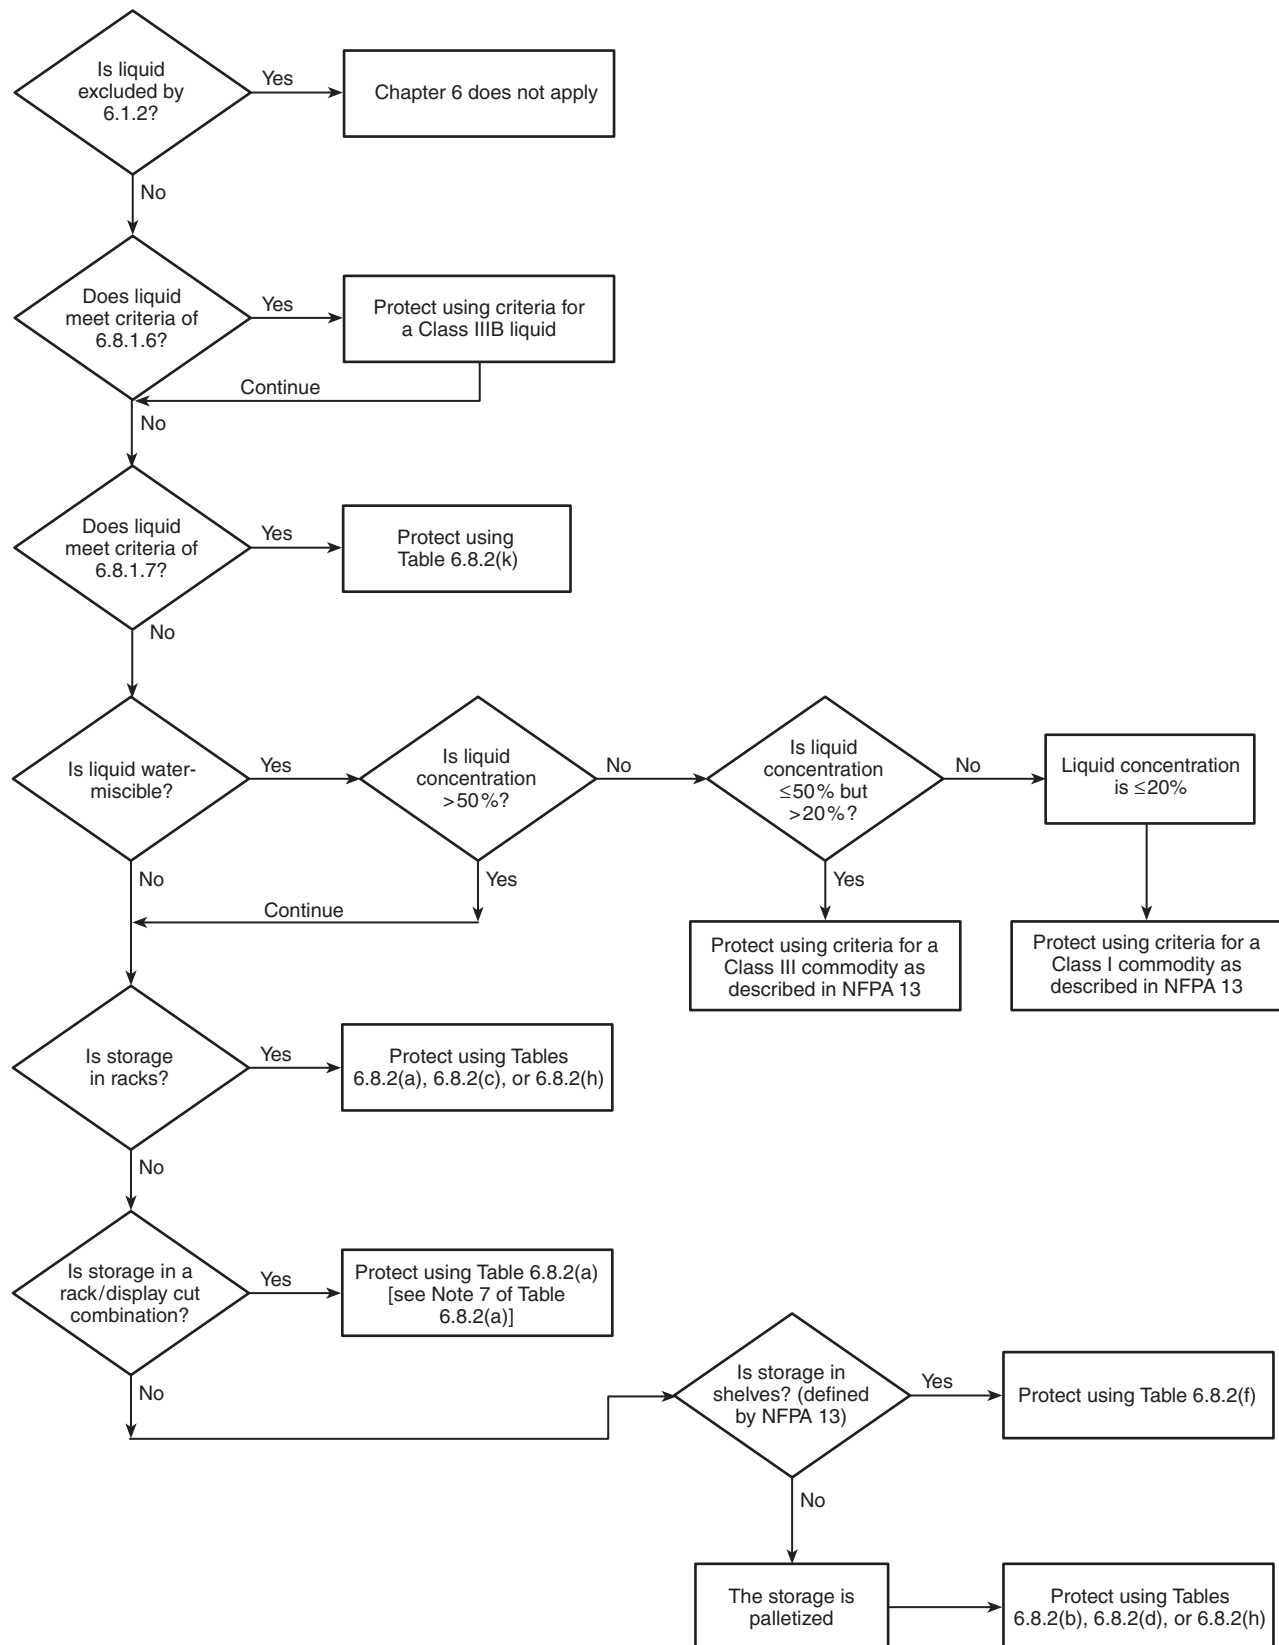 Is liquid
excluded by
6.1.2?
Yes
Chapter 6 does not apply
No
Does liquid
meet criteria of
6.8.1.6?
Yes
Protect using criteria for
a Class IIIB liquid
Continue
No
Does liquid
meet criteria of
6.8.1.7?
Yes
Protect using
Table 6.8.2(k)
No
Is liquid water-
miscible?
Yes
Is liquid
concentration
>50%?
No
Is liquid
concentration
≤50% but
>20%?
No
Liquid concentration
is ≤20%
No
Yes
Yes
Continue
Protect using criteria for a
Class III commodity as
described in NFPA 13
Protect using criteria for a
Class I commodity as
described in NFPA 13
Is storage
in racks?
Yes
Protect using Tables
6.8.2(a), 6.8.2(c), or 6.8.2(h)
No
Is storage in a
rack/display cut
combination?
Yes
Protect using Table 6.8.2(a)
[see Note 7 of Table
6.8.2(a)]
No
Is storage in
shelves? (defined
by NFPA 13)
Yes
Protect using Table 6.8.2(f)
No
The storage is
palletized
Protect using Tables
6.8.2(b), 6.8.2(d), or 6.8.2(h)